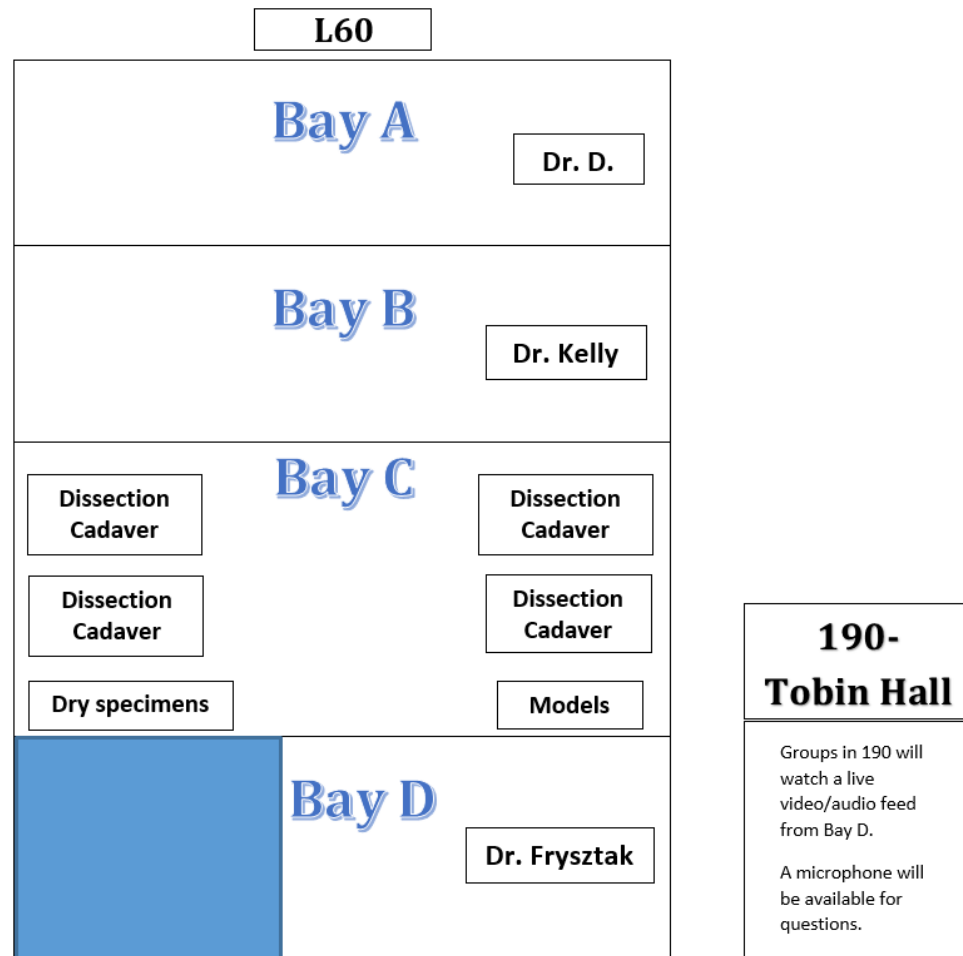 L60
Bay A
Dr. D.
Bay B
Dr. Kelly
Bay C
Dissection
Cadaver
Dissection
Cadaver
Dissection
Cadaver
Dissection
Cadaver
Dry specimens
Models
Bay D
Dr. Frysztak
190-
Tobin Hall
Groups in 190 will
watch a live
video/audio feed
from Bay D.
A microphone will
be available for
questions.